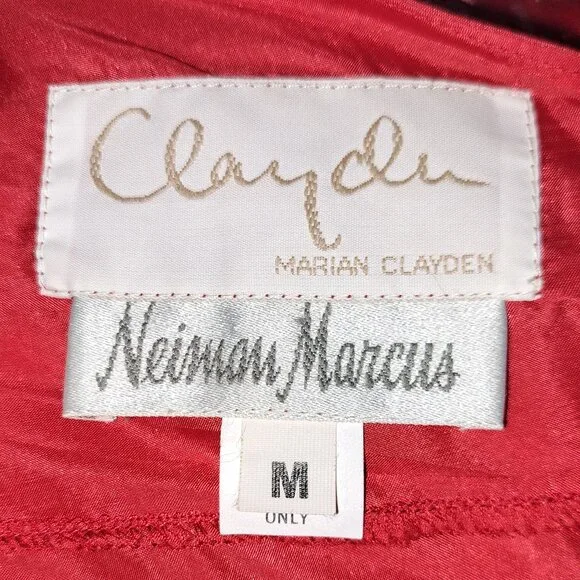 Clayden
MARIAN CLAYDEN
Neiman Marcus
M
ONLY